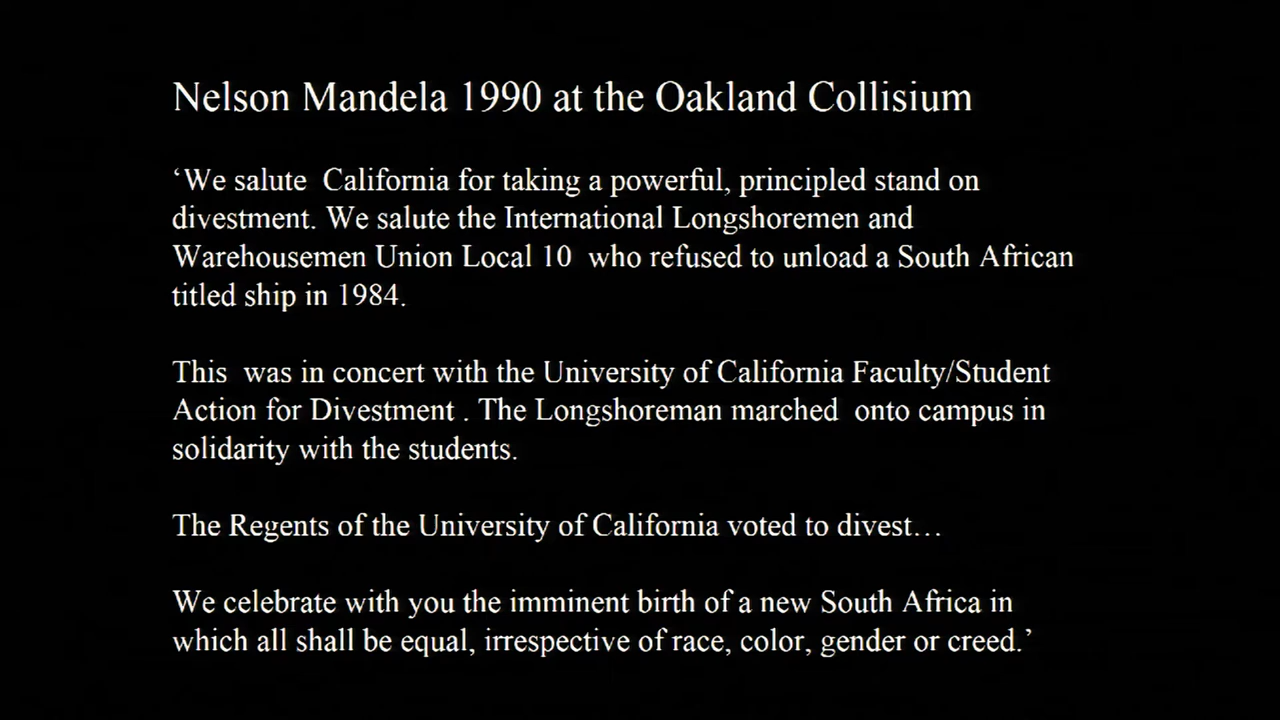 Nelson Mandela 1990 at the Oakland Collisium
‘We salute  California for taking a powerful, principled stand on
divestment. We salute the International Longshoremen and
Warehousemen Union Local 10  who refused to unload a South African
titled ship in 1984.
This  was in concert with the University of California Faculty/Student
Action for Divestment . The Longshoreman marched  onto campus in
solidarity with the students.
The Regents of the University of California voted to divest…
We celebrate with you the imminent birth of a new South Africa in
which all shall be equal, irrespective of race, color, gender or creed.’